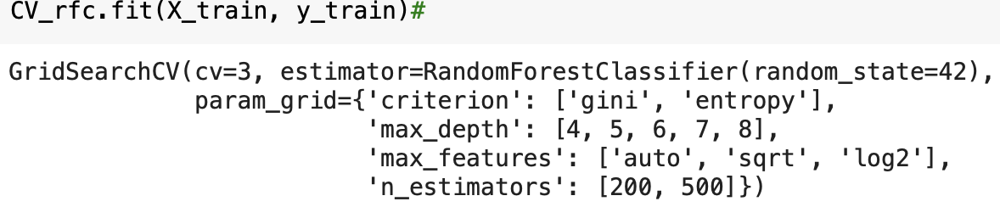 CV_rfc.fit(X_train, y_train)#
GridSearchCV(cv=3, estimator=RandomForestClassifier(random_state=42),
             param_grid={'criterion': ['gini', 'entropy'],
                         'max_depth': [4, 5, 6, 7, 8],
                         'max_features': ['auto', 'sqrt', 'log2'],
                         'n_estimators': [200, 500]})